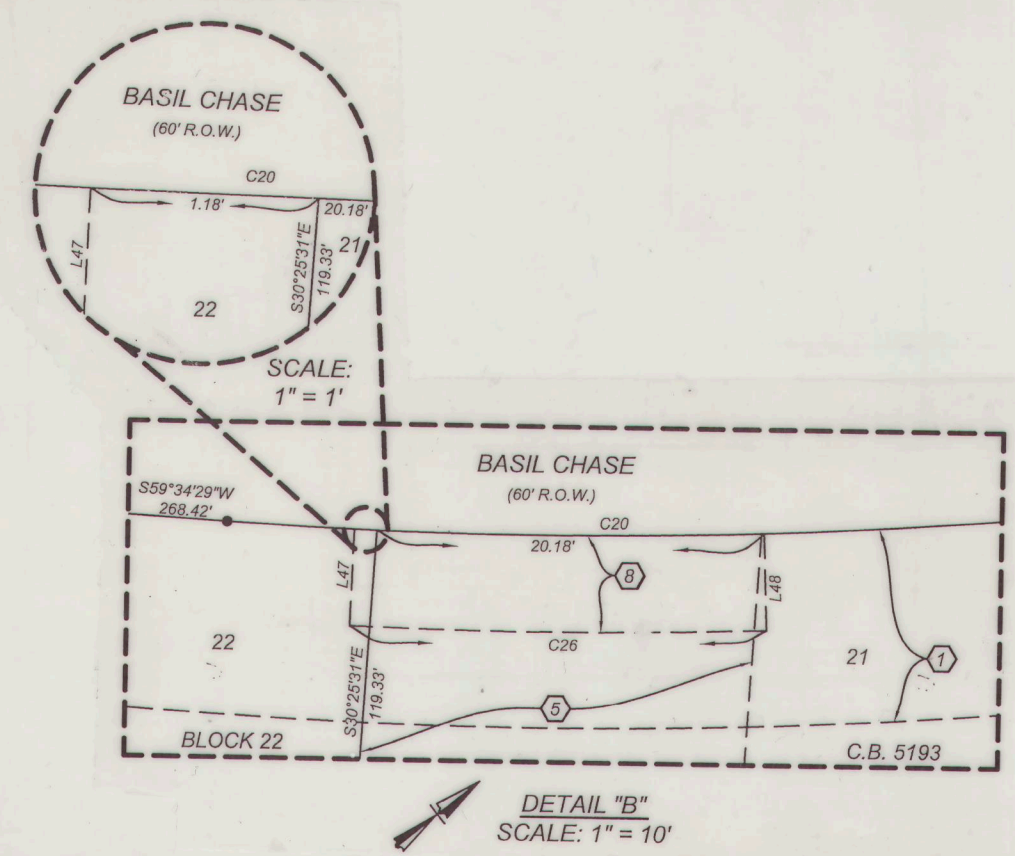 BASIL CHASE
(60' R.O.W.)
C20
1.18'
20.18'
L47
S30°25'31"E
119.33'
21
22
SCALE:
1" = 1'
BASIL CHASE
(60' R.O.W.)
S59°34'29"W
268.42'
C20
20.18'
L47
8
L48
C26
22
21
1
S30°25'31"E
119.33'
5
BLOCK 22
C.B. 5193
DETAIL "B"
SCALE: 1" = 10'